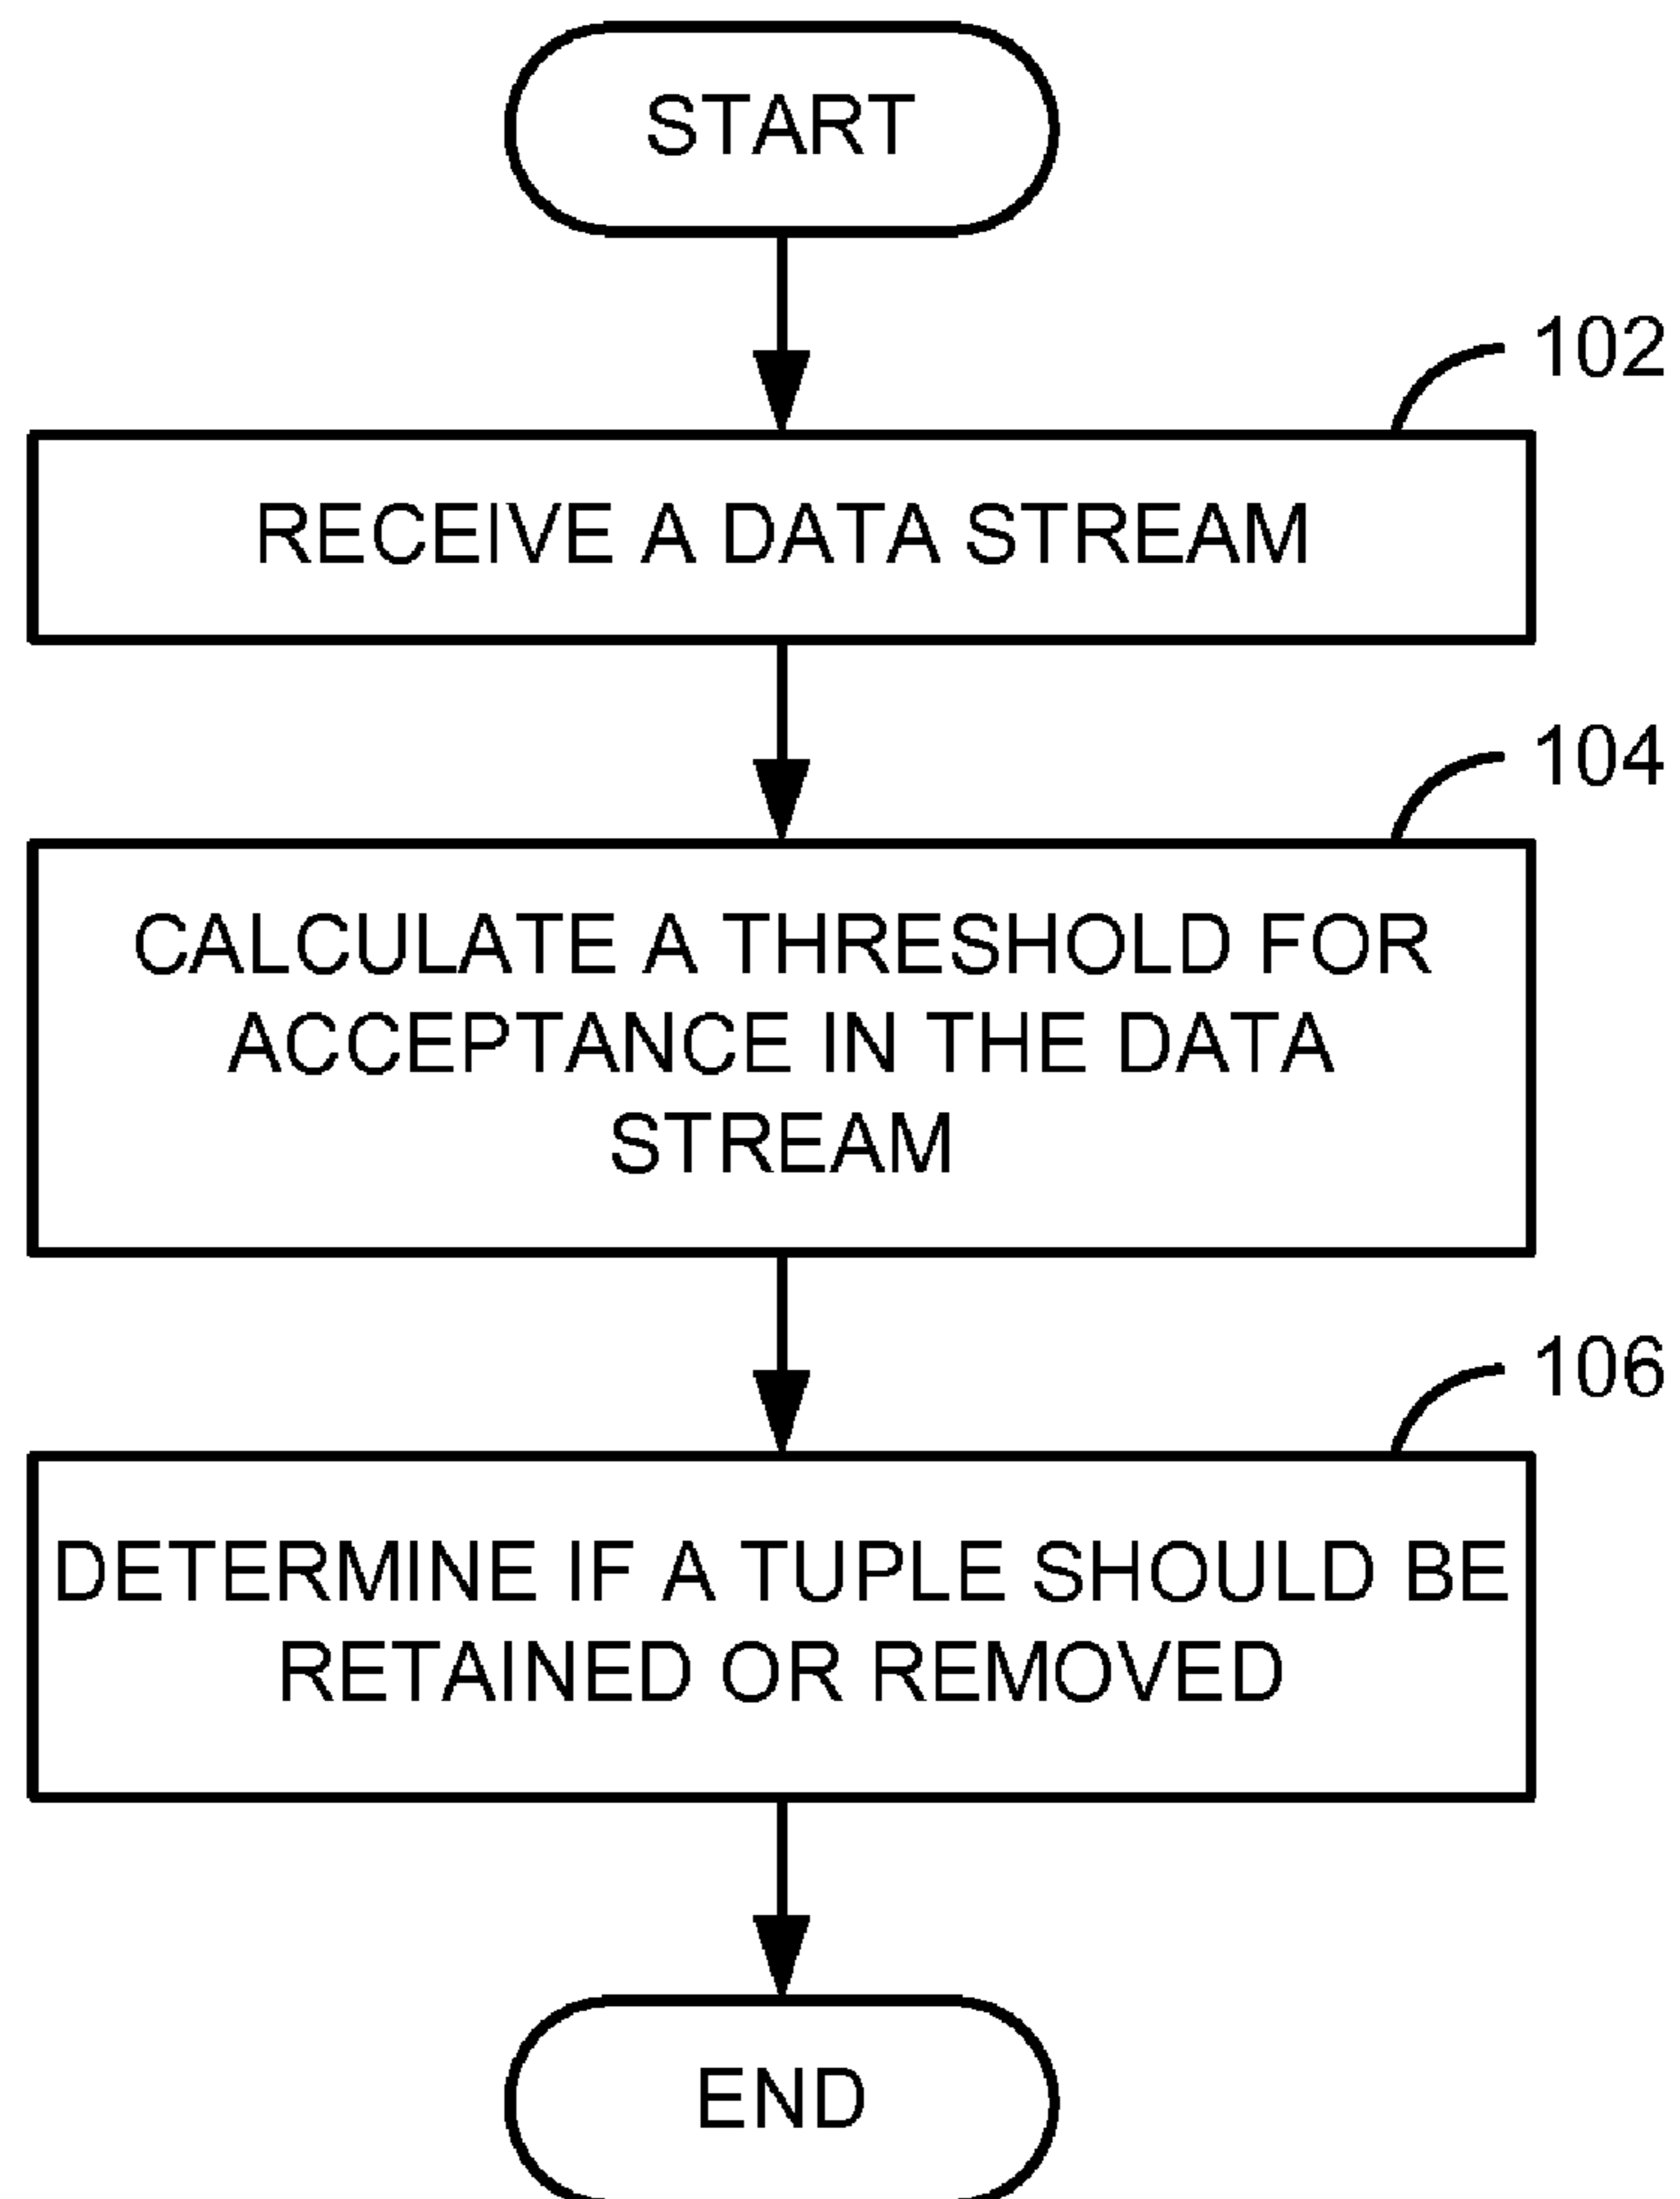 START
102
RECEIVE A DATA STREAM
104
CALCULATE A THRESHOLD FOR
ACCEPTANCE IN THE DATA
STREAM
106
DETERMINE IF A TUPLE SHOULD BE
RETAINED OR REMOVED
END